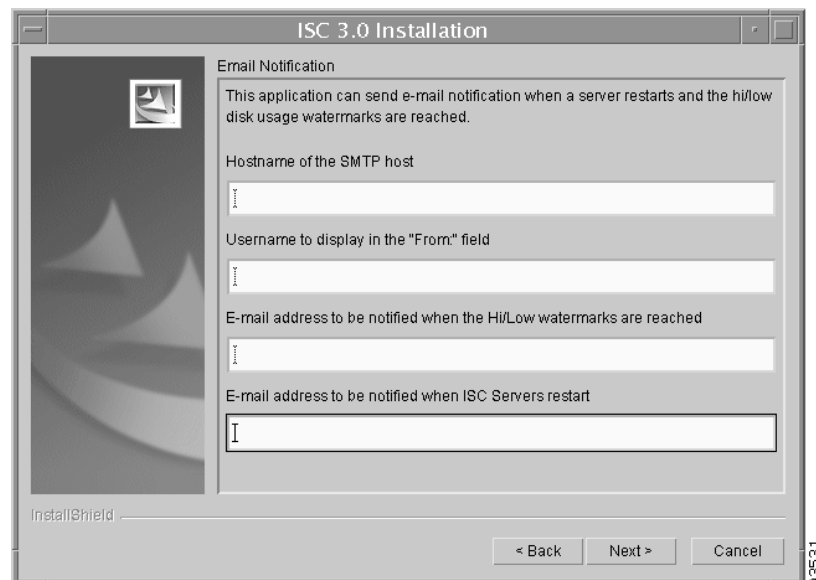 ISC 3.0 Installation
Email Notification
This application can send e-mail notification when a server restarts and the hi/low
disk usage watermarks are reached.
Hostname of the SMTP host
Username to display in the "From:" field
E-mail address to be notified when the Hi/Low watermarks are reached
E-mail address to be notified when ISC Servers restart
InstallShield
< Back
Next >
Cancel